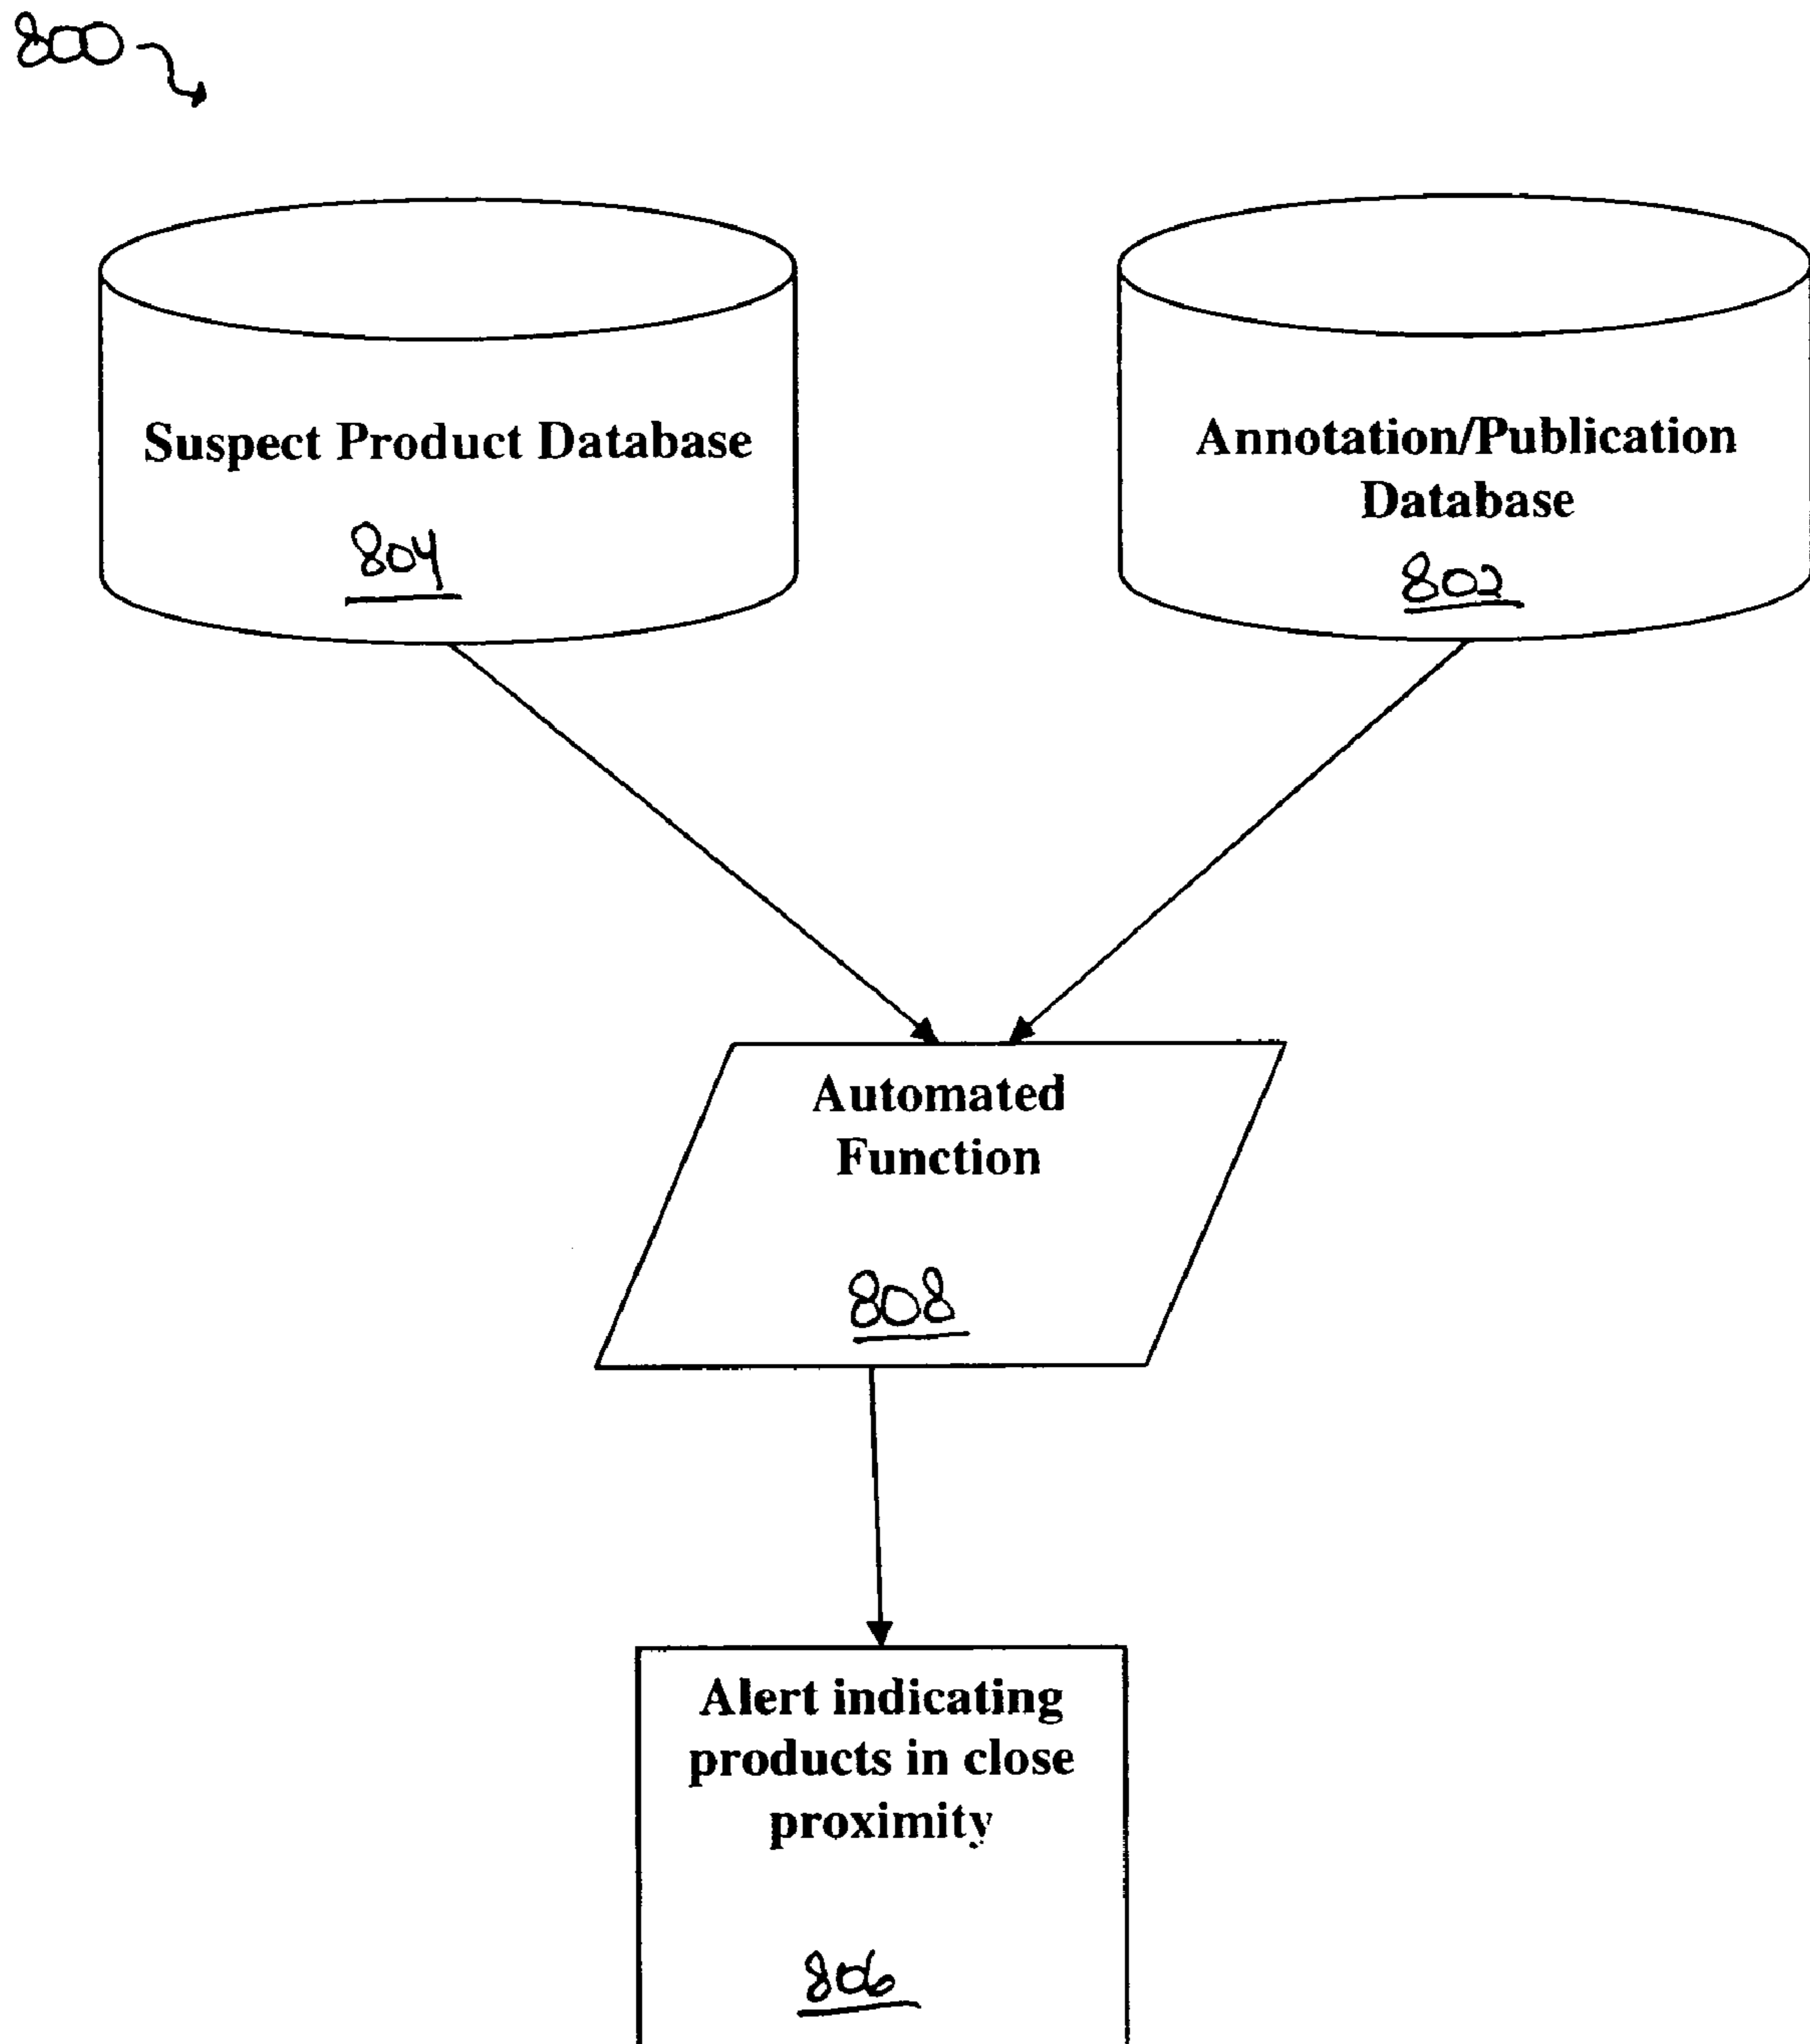 800
Suspect Product Database
804
Annotation/Publication
Database
802
Automated
Function
808
Alert indicating
products in close
proximity
806